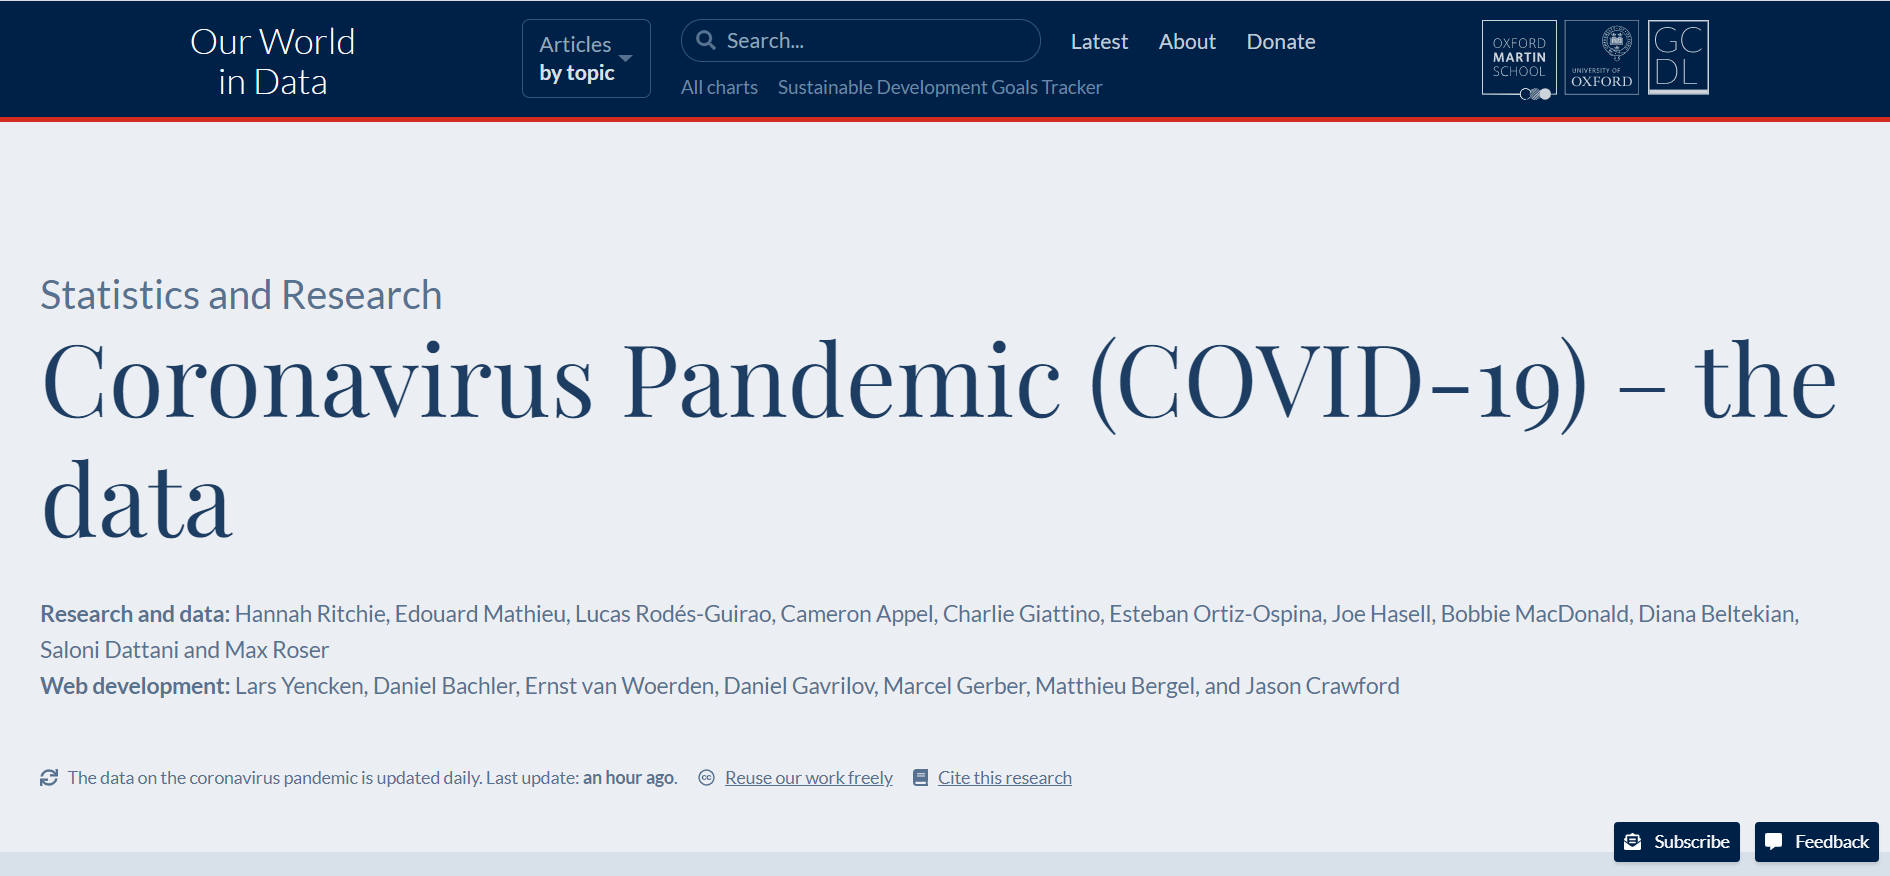 Our World
in Data
Articles
by topic
Search...
Latest About Donate
All charts Sustainable Development Goals Tracker
OXFORD
MARTIN
SCHOOL
UNIVERSITY OF
OXFORD
GC
DL
Statistics and Research
Coronavirus Pandemic (COVID-19) – the
data
Research and data: Hannah Ritchie, Edouard Mathieu, Lucas Rodés-Guirao, Cameron Appel, Charlie Giattino, Esteban Ortiz-Ospina, Joe Hasell, Bobbie MacDonald, Diana Beltekian,
Saloni Dattani and Max Roser
Web development: Lars Yencken, Daniel Bachler, Ernst van Woerden, Daniel Gavrilov, Marcel Gerber, Matthieu Bergel, and Jason Crawford
The data on the coronavirus pandemic is updated daily. Last update: an hour ago. Reuse our work freely Cite this research
Subscribe Feedback